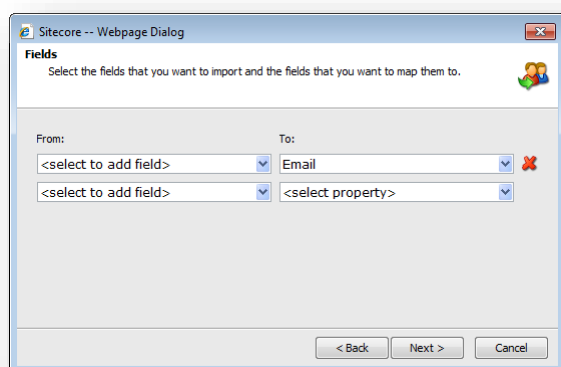 Sitecore -- Webpage Dialog
Fields
Select the fields that you want to import and the fields that you want to map them to.
From: To:
<select to add field> Email
<select to add field> <select property>
< Back Next > Cancel